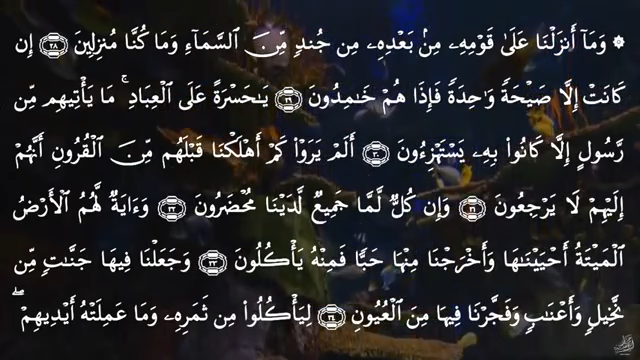 ۞ وَمَآ أَنزَلْنَا عَلَىٰ قَوْمِهِۦ مِنۢ بَعْدِهِۦ مِن جُندٍ مِّنَ ٱلسَّمَآءِ وَمَا كُنَّا مُنزِلِينَ ۝٢٨ إِن
كَانَتْ إِلَّا صَيْحَةً وَٰحِدَةً فَإِذَا هُمْ خَٰمِدُونَ ۝٢٩ يَٰحَسْرَةً عَلَى ٱلْعِبَادِ ۚ مَا يَأْتِيهِم مِّن
رَّسُولٍ إِلَّا كَانُوا۟ بِهِۦ يَسْتَهْزِءُونَ ۝٣٠ أَلَمْ يَرَوْا۟ كَمْ أَهْلَكْنَا قَبْلَهُم مِّنَ ٱلْقُرُونِ أَنَّهُمْ
إِلَيْهِمْ لَا يَرْجِعُونَ ۝٣١ وَإِن كُلٌّ لَّمَّا جَمِيعٌ لَّدَيْنَا مُحْضَرُونَ ۝٣٢ وَءَايَةٌ لَّهُمُ ٱلْأَرْضُ
ٱلْمَيْتَةُ أَحْيَيْنَٰهَا وَأَخْرَجْنَا مِنْهَا حَبًّا فَمِنْهُ يَأْكُلُونَ ۝٣٣ وَجَعَلْنَا فِيهَا جَنَّٰتٍ مِّن
نَّخِيلٍ وَأَعْنَٰبٍ وَفَجَّرْنَا فِيهَا مِنَ ٱلْعُيُونِ ۝٣٤ لِيَأْكُلُوا۟ مِن ثَمَرِهِۦ وَمَا عَمِلَتْهُ أَيْدِيهِمْ ۖ